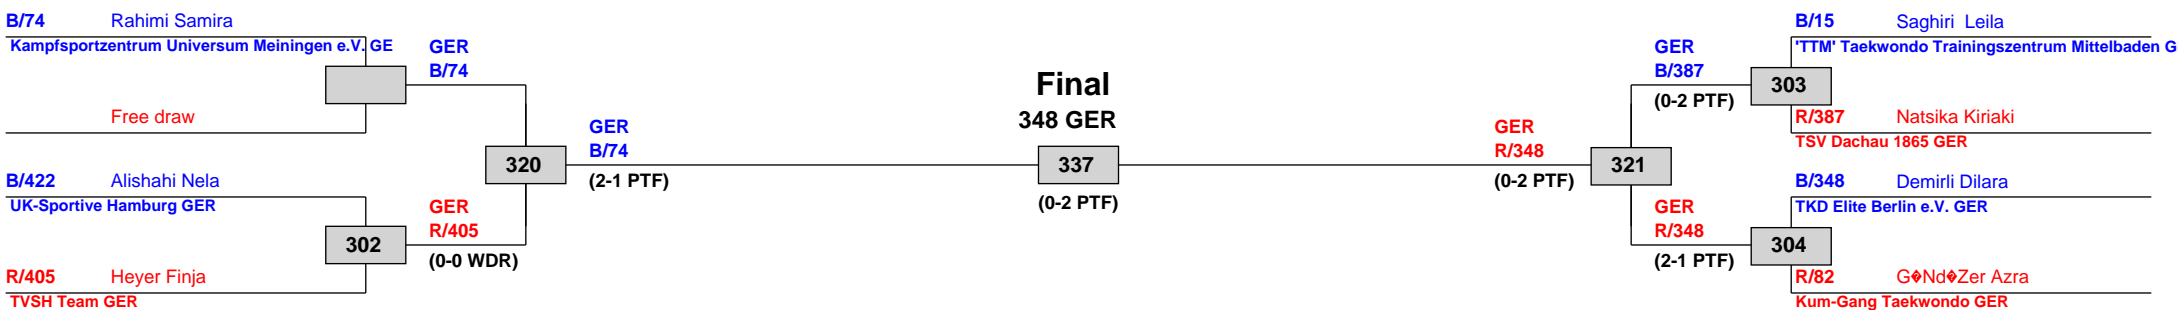 B/74 Rahimi Samira
Kampfsportzentrum Universum Meiningen e.V. GE
Free draw
B/422 Alishahi Nela
UK-Sportive Hamburg GER
302
R/405 Heyer Finja
TVSH Team GER
GER
B/74
GER
R/405
(0-0 WDR)
320
GER
B/74
(2-1 PTF)
Final
348 GER
337
(0-2 PTF)
GER
R/348
(0-2 PTF)
321
GER
B/387
(0-2 PTF)
GER
R/348
(2-1 PTF)
B/15 Saghiri Leila
'TTM' Taekwondo Trainingszentrum Mittelbaden G
303
R/387 Natsika Kiriaki
TSV Dachau 1865 GER
B/348 Demirli Dilara
TKD Elite Berlin e.V. GER
304
R/82 G�Nd�Zer Azra
Kum-Gang Taekwondo GER